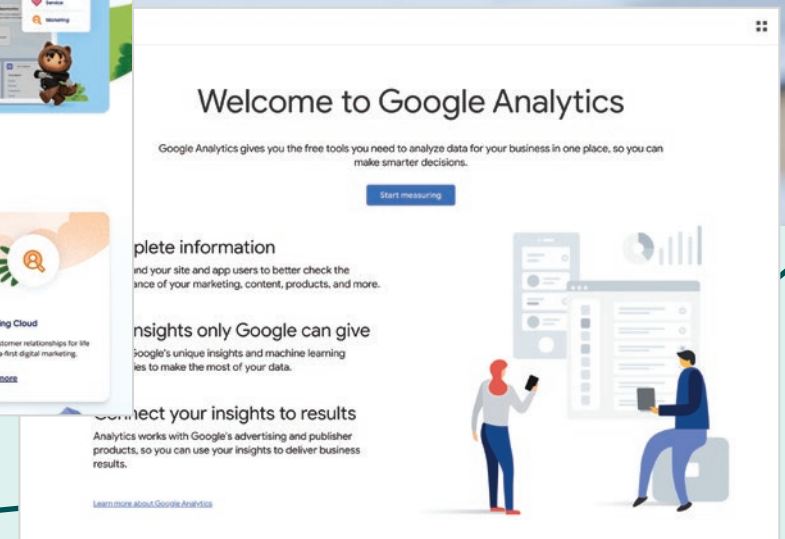 Service
Marketing
ing Cloud
stomer relationships for life
a-first digital marketing.
more
Welcome to Google Analytics
Google Analytics gives you the free tools you need to analyze data for your business in one place, so you can
make smarter decisions.
Start measuring
plete information
nd your site and app users to better check the
ance of your marketing, content, products, and more.
nsights only Google can give
Google's unique insights and machine learning
ies to make the most of your data.
nect your insights to results
Analytics works with Google's advertising and publisher
products, so you can use your insights to deliver business
results.
Learn more about Google Analytics